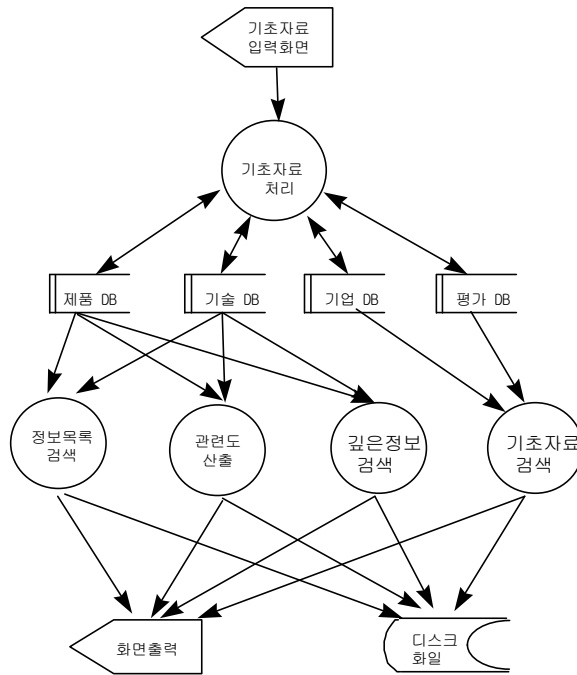 기초자료
입력화면
기초자료
처리
제품 DB
기술 DB
기업 DB
평가 DB
정보목록
검색
관련도
산출
깊은정보
검색
기초자료
검색
화면출력
디스크
화일